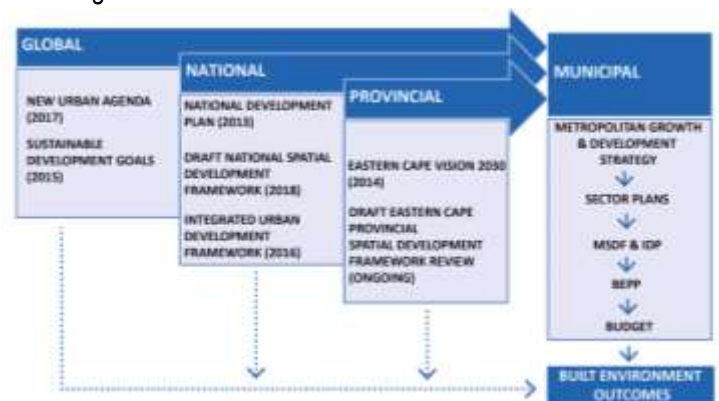 GLOBAL
NEW URBAN AGENDA
(2017)
SUSTAINABLE
DEVELOPMENT GOALS
(2015)
NATIONAL
NATIONAL DEVELOPMENT
PLAN (2013)
DRAFT NATIONAL SPATIAL
DEVELOPMENT
FRAMEWORK (2018)
INTEGRATED URBAN
DEVELOPMENT
FRAMEWORK (2016)
PROVINCIAL
EASTERN CAPE VISION 2030
(2014)
DRAFT EASTERN CAPE
PROVINCIAL
SPATIAL DEVELOPMENT
FRAMEWORK REVIEW
(ONGOING)
MUNICIPAL
METROPOLITAN GROWTH
& DEVELOPMENT
STRATEGY
SECTOR PLANS
MSDF & IDP
BEPP
BUDGET
BUILT ENVIRONMENT
OUTCOMES